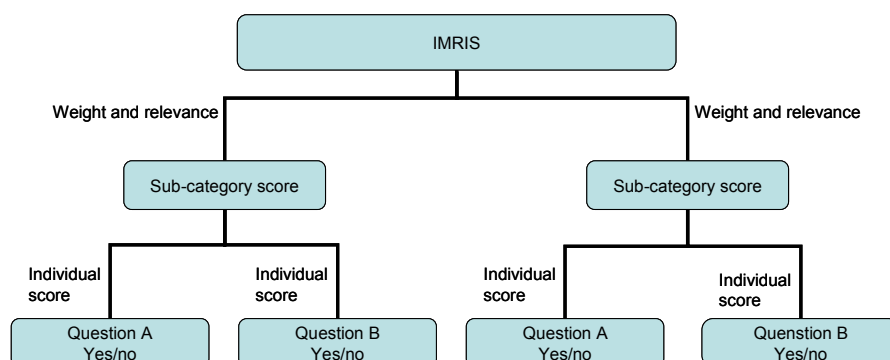 IMRIS
Weight and relevance
Weight and relevance
Sub-category score
Sub-category score
Individual
score
Individual
score
Individual
score
Individual
score
Question A
Yes/no
Question B
Yes/no
Question A
Yes/no
Quenstion B
Yes/no